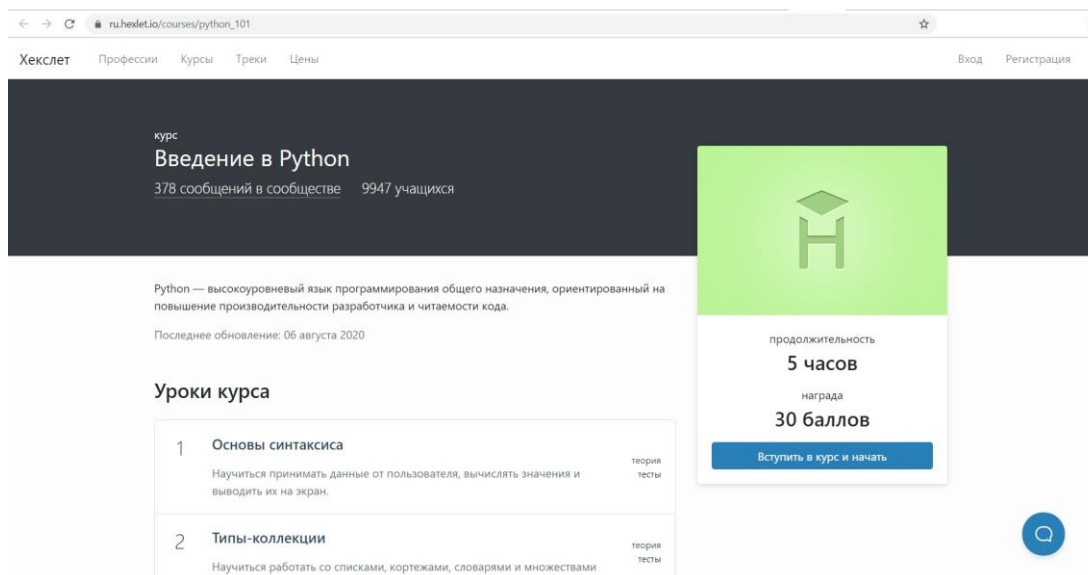 ru.hexlet.io/courses/python_101
Хекслет Профессии Курсы Треки Цены Вход Регистрация
курс
Введение в Python
378 сообщений в сообществе 9947 учащихся
Python — высокоуровневый язык программирования общего назначения, ориентированный на
повышение производительности разработчика и читаемости кода.
Последнее обновление: 06 августа 2020
продолжительность
5 часов
награда
30 баллов
Вступить в курс и начать
Уроки курса
1 Основы синтаксиса
Научиться принимать данные от пользователя, вычислять значения и
выводить их на экран.
теория
тесты
2 Типы-коллекции
Научиться работать со списками, кортежами, словарями и множествами
теория
тесты